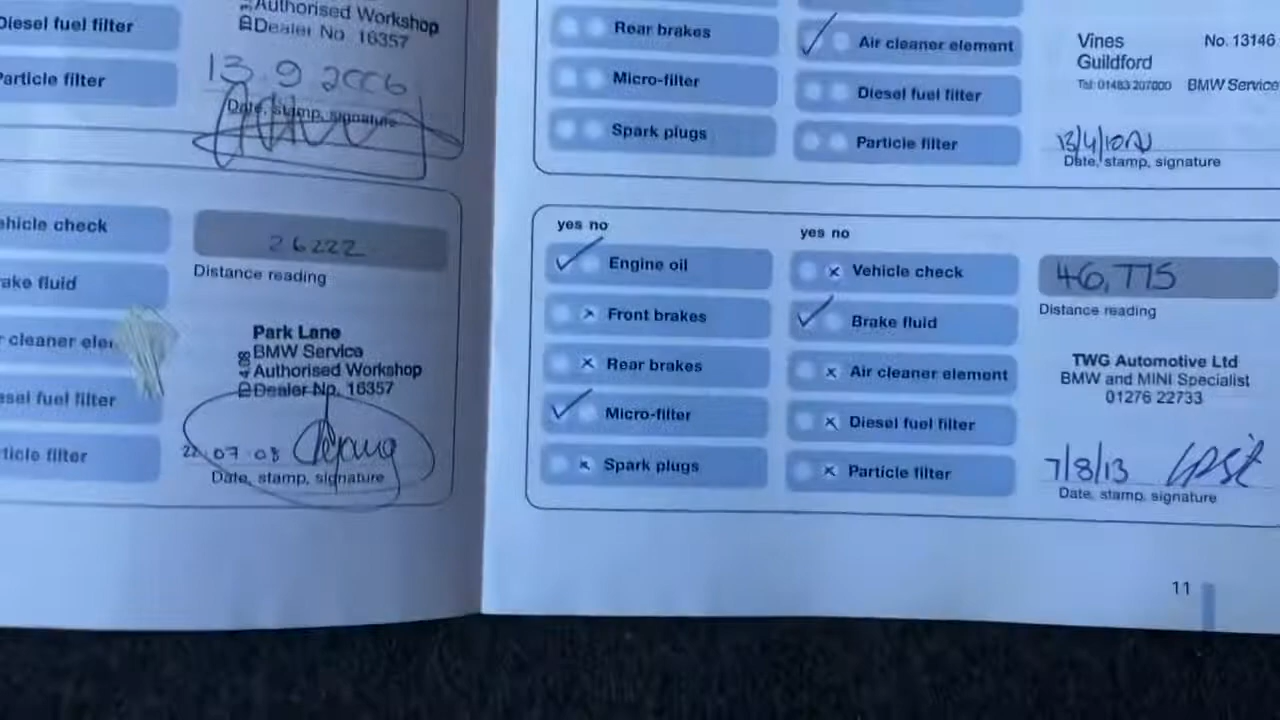 Diesel fuel filter
Particle filter
Authorised Workshop
Dealer No. 16357
13.9 2006
Date, stamp, signature
ehicle check
ake fluid
r cleaner ele
esel fuel filter
ticle filter
26222
Distance reading
Park Lane
BMW Service
Authorised Workshop
Dealer No. 16357
22.07.08
Date, stamp, signature
Rear brakes
Micro-filter
Spark plugs
Air cleaner element
Diesel fuel filter
Particle filter
Vines No. 13146
Guildford
Tel: 01483 207000 BMW Service
13/4/10
Date, stamp, signature
yes no
Engine oil
Front brakes
Rear brakes
Micro-filter
Spark plugs
yes no
Vehicle check
Brake fluid
Air cleaner element
Diesel fuel filter
Particle filter
46,775
Distance reading
TWG Automotive Ltd
BMW and MINI Specialist
01276 22733
7/8/13
Date, stamp, signature
11